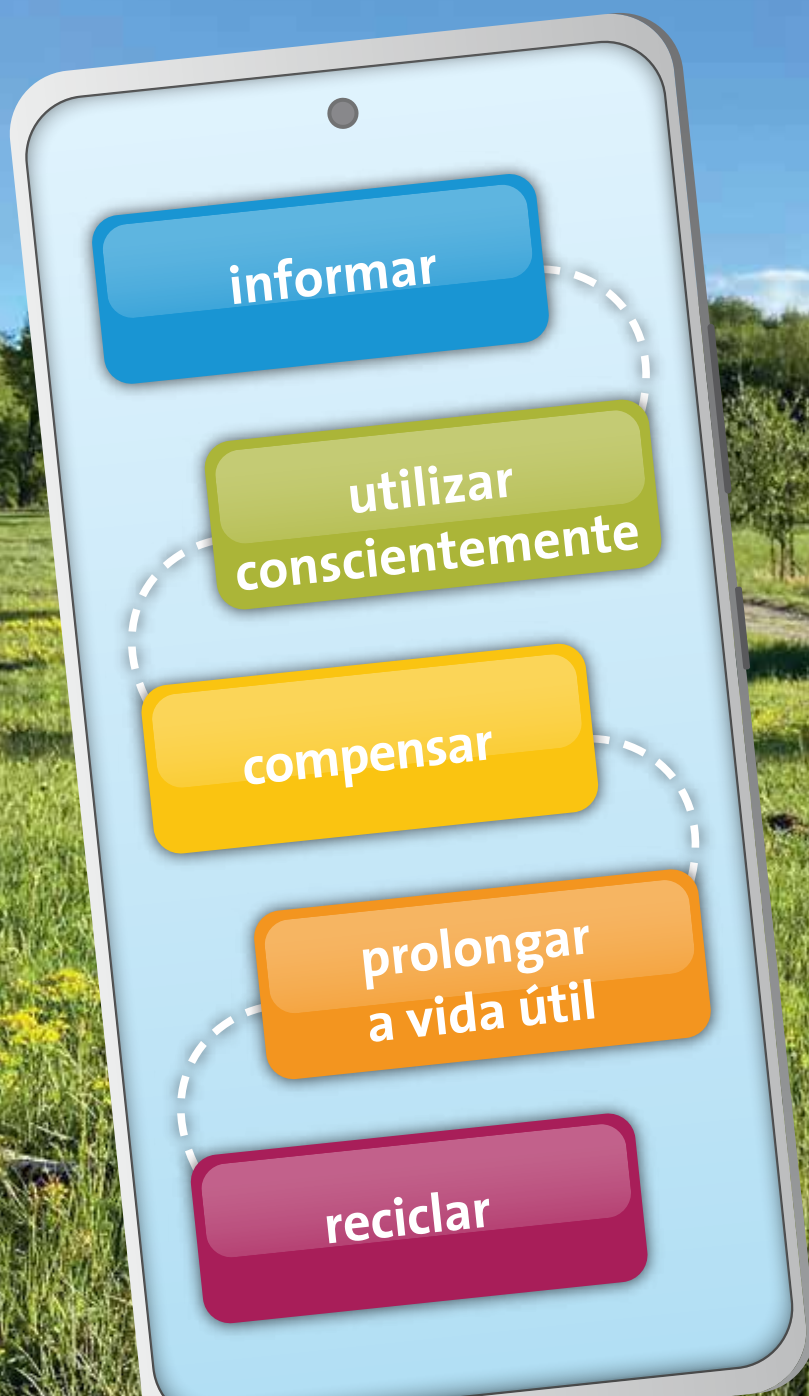 informar
utilizar
conscientemente
compensar
prolongar
a vida útil
reciclar